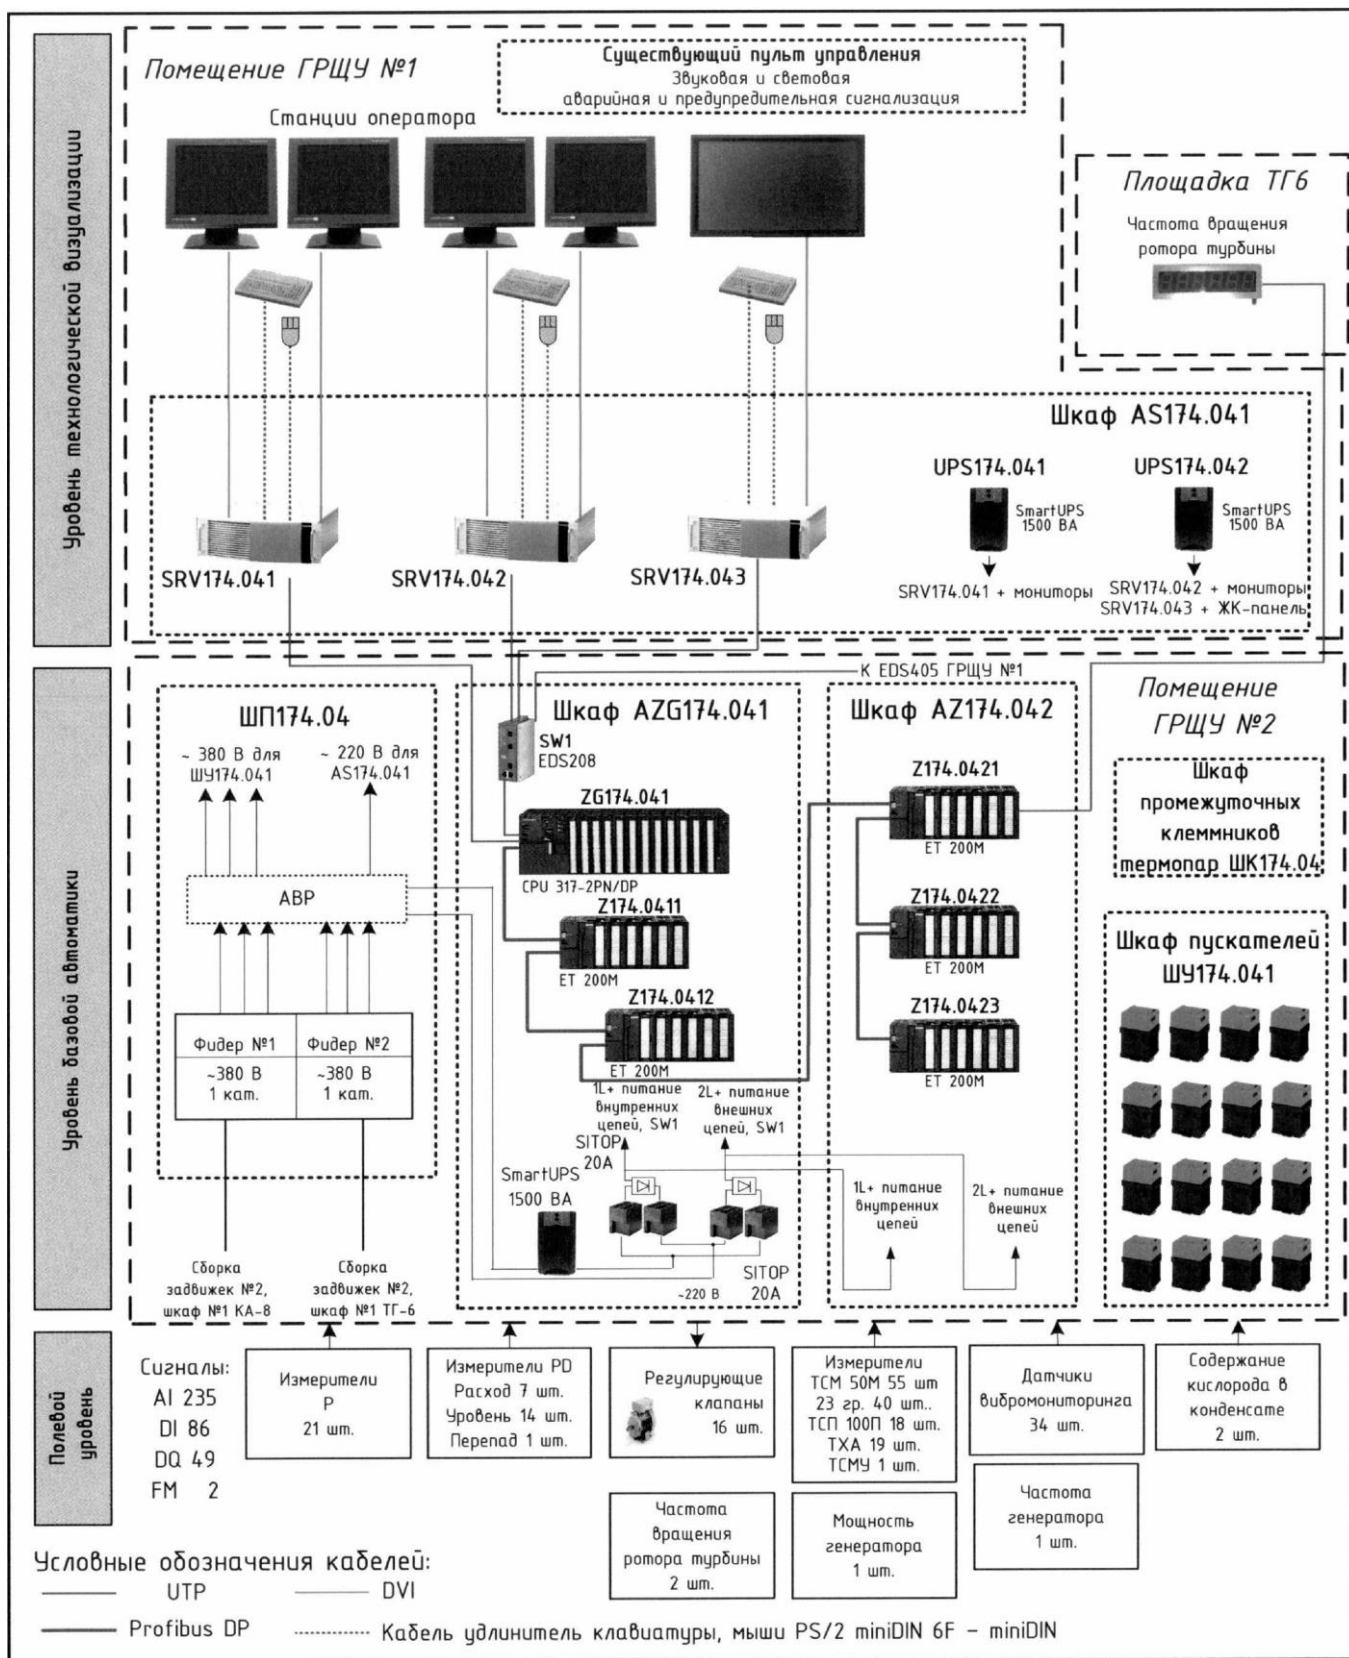 Уровень технологической визуализации
Помещение ГРЩУ №1
Существующий пульт управления
Звуковая и световая
аварийная и предупредительная сигнализация
Станции оператора
Площадка ТГ6
Частота вращения
ротора турбины
Шкаф AS174.041
UPS174.041
SmartUPS
1500 ВА
SRV174.041 + мониторы
UPS174.042
SmartUPS
1500 ВА
SRV174.042 + мониторы
SRV174.043 + ЖК-панель
SRV174.041
SRV174.042
SRV174.043
Уровень базовой автоматики
К EDS405 ГРЩУ №1
Помещение
ГРЩУ №2
ШП174.04
~ 380 В для
ШУ174.041
~ 220 В для
AS174.041
АВР
Фидер №1
~380 В
1 кат.
Фидер №2
~380 В
1 кат.
Сборка
задвижек №2,
шкаф №1 КА-8
Сборка
задвижек №2,
шкаф №1 ТГ-6
Шкаф AZG174.041
SW1
EDS208
ZG174.041
CPU 317-2PN/DP
Z174.0411
ET 200M
Z174.0412
ET 200M
1L+ питание
внутренних
цепей, SW1
2L+ питание
внешних
цепей, SW1
SITOP
20А
SmartUPS
1500 ВА
SITOP
20А
~220 В
Шкаф AZ174.042
Z174.0421
ET 200M
Z174.0422
ET 200M
Z174.0423
ET 200M
1L+ питание
внутренних
цепей
2L+ питание
внешних
цепей
Шкаф
промежуточных
клеммников
термопар ШК174.04
Шкаф пускателей
ШУ174.041
Полевой
уровень
Сигналы:
AI 235
DI 86
DQ 49
FM 2
Измерители
Р
21 шт.
Измерители PD
Расход 7 шт.
Уровень 14 шт.
Перепад 1 шт.
Регулирующие
клапаны
16 шт.
Измерители
ТСМ 50М 55 шт
23 гр. 40 шт..
ТСП 100П 18 шт.
ТХА 19 шт.
ТСМУ 1 шт.
Датчики
вибромониторинга
34 шт.
Содержание
кислорода в
конденсате
2 шт.
Частота
вращения
ротора турбины
2 шт.
Мощность
генератора
1 шт.
Частота
генератора
1 шт.
Условные обозначения кабелей:
UTP
DVI
Profibus DP
Кабель удлинитель клавиатуры, мыши PS/2 miniDIN 6F - miniDIN